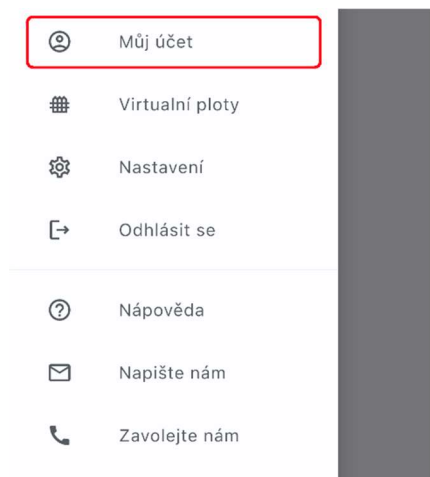 Můj účet
Virtualní ploty
Nastavení
Odhlásit se
Nápověda
Napište nám
Zavolejte nám